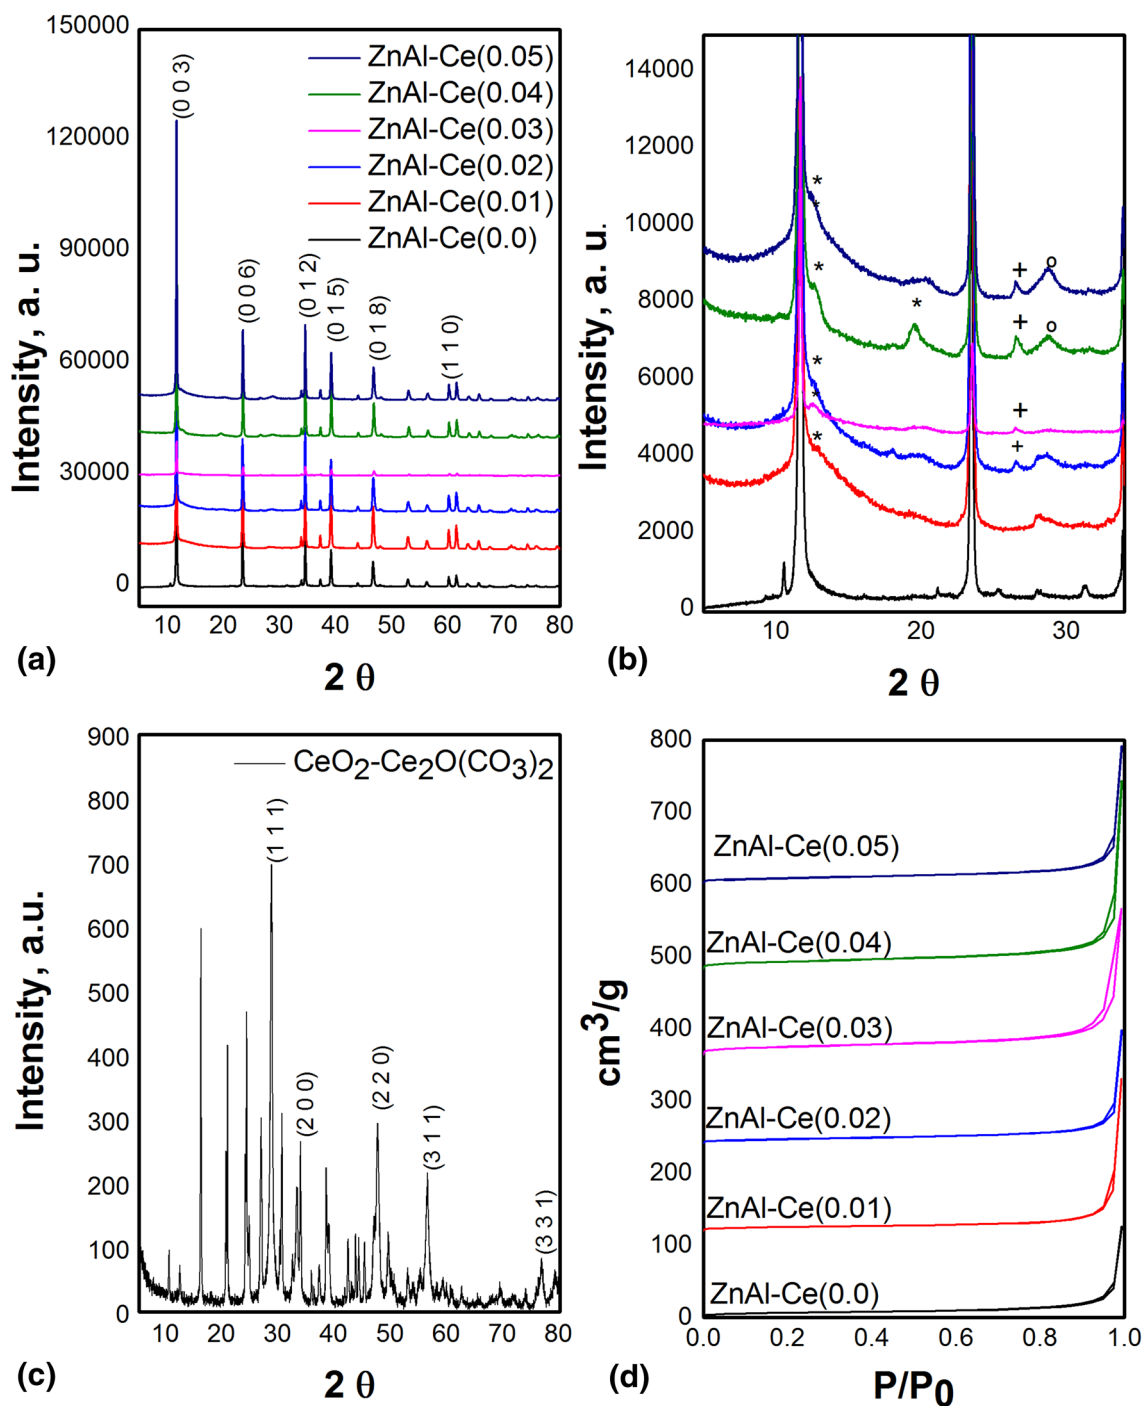 150000
120000
90000
60000
30000
0
Intensity, a. u.
(0 0 3)
(0 0 6)
(0 1 2)
(0 1 5)
(0 1 8)
(1 1 0)
ZnAl-Ce(0.05)
ZnAl-Ce(0.04)
ZnAl-Ce(0.03)
ZnAl-Ce(0.02)
ZnAl-Ce(0.01)
ZnAl-Ce(0.0)
10 20 30 40 50 60 70 80
(a)
2 θ
14000
12000
10000
8000
6000
4000
2000
0
Intensity, a. u.
*
*
* * + o
+ o
*
* +
+
*
10 20 30
(b)
2 θ
900
800
700
600
500
400
300
200
100
0
Intensity, a.u.
CeO2-Ce2O(CO3)2
(1 1 1)
(2 0 0)
(2 2 0)
(3 1 1)
(3 3 1)
10 20 30 40 50 60 70 80
(c)
2 θ
800
700
600
500
400
300
200
100
0
cm3/g
ZnAl-Ce(0.05)
ZnAl-Ce(0.04)
ZnAl-Ce(0.03)
ZnAl-Ce(0.02)
ZnAl-Ce(0.01)
ZnAl-Ce(0.0)
0.0 0.2 0.4 0.6 0.8 1.0
(d)
P/P0